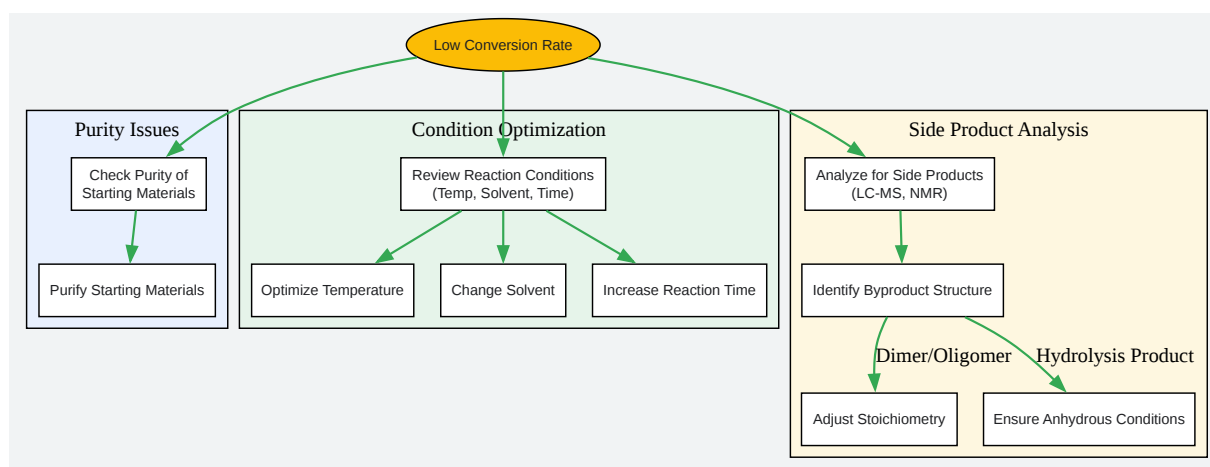 Low Conversion Rate
Purity Issues
Check Purity of
Starting Materials
Purify Starting Materials
Condition Optimization
Review Reaction Conditions
(Temp, Solvent, Time)
Optimize Temperature
Change Solvent
Increase Reaction Time
Side Product Analysis
Analyze for Side Products
(LC-MS, NMR)
Identify Byproduct Structure
Dimer/Oligomer
Hydrolysis Product
Adjust Stoichiometry
Ensure Anhydrous Conditions